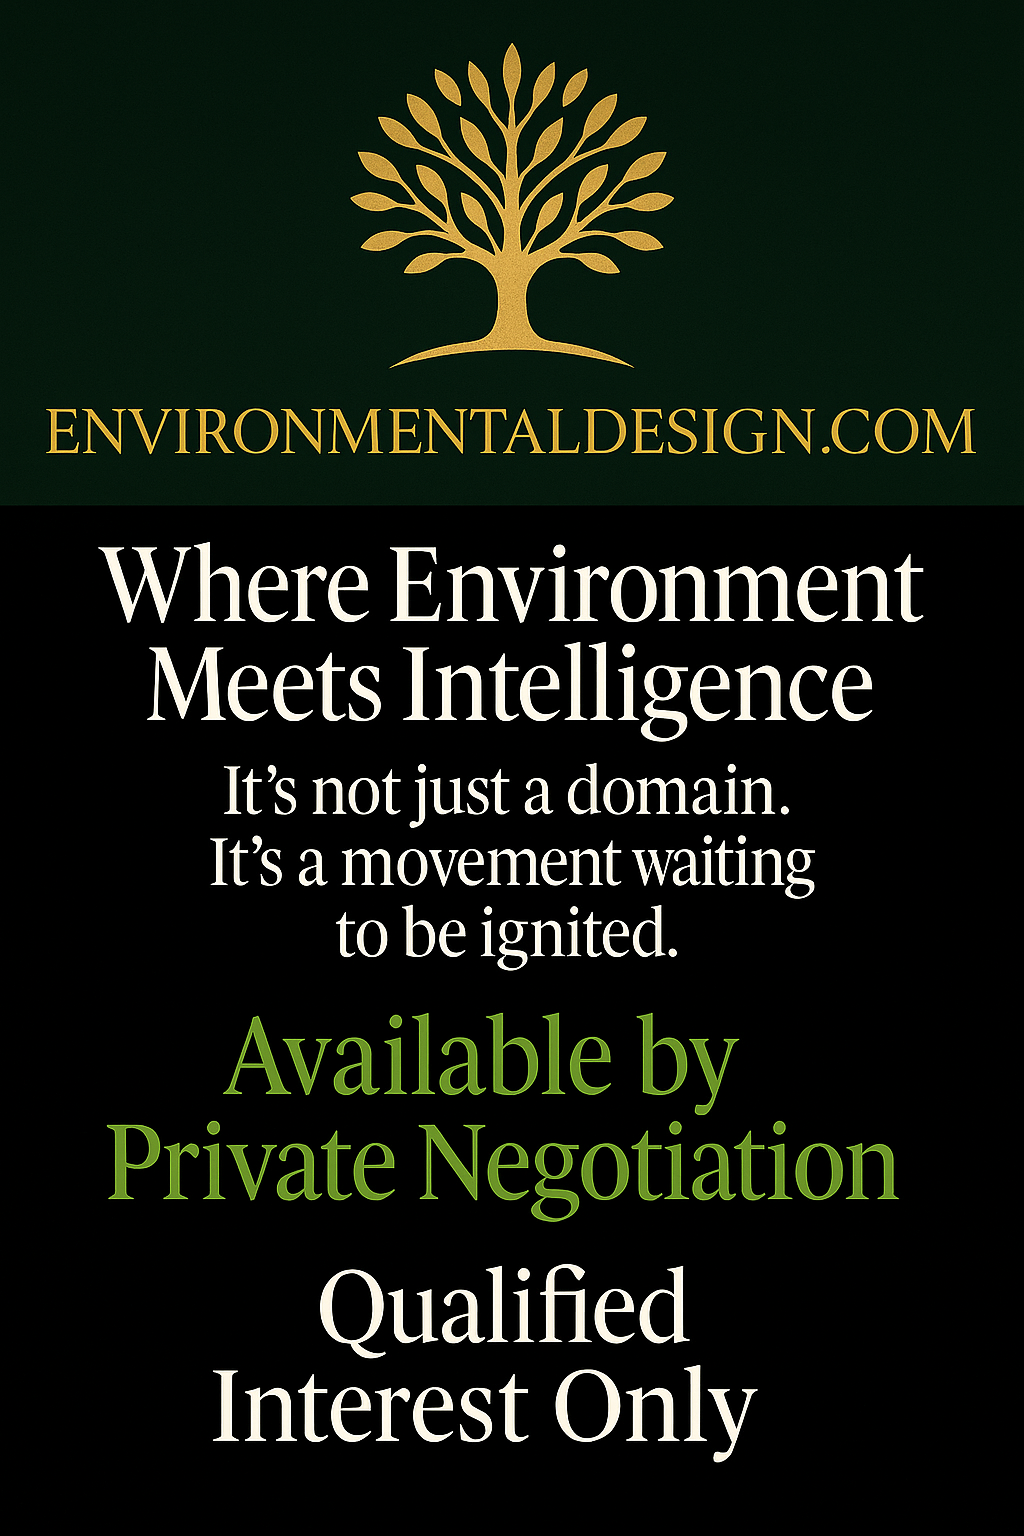 ENVIRONMENTALDESIGN.COM
Where Environment
Meets Intelligence
It’s not just a domain.
It’s a movement waiting
to be ignited.
Available by
Private Negotiation
Qualified
Interest Only